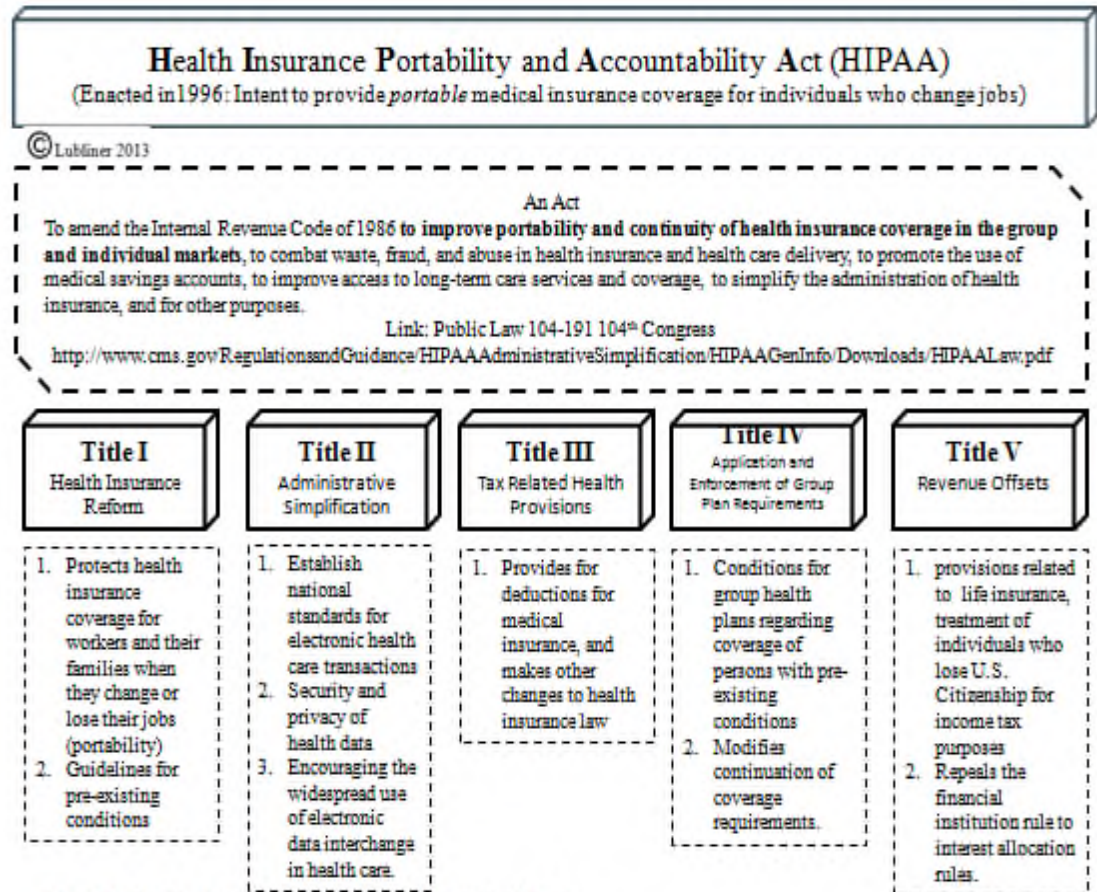 Health Insurance Portability and Accountability Act (HIPAA)
(Enacted in1996: Intent to provide portable medical insurance coverage for individuals who change jobs)
© Lubliner 2013
An Act
To amend the Internal Revenue Code of 1986 to improve portability and continuity of health insurance coverage in the group
and individual markets, to combat waste, fraud, and abuse in health insurance and health care delivery, to promote the use of
medical savings accounts, to improve access to long-term care services and coverage, to simplify the administration of health
insurance, and for other purposes.
Link: Public Law 104-191 104th Congress
http://www.cms.gov/RegulationsandGuidance/HIPAAAdministrativeSimplification/HIPAAGenInfo/Downloads/HIPAALaw.pdf
Title I
Health Insurance
Reform
1. Protects health
insurance
coverage for
workers and their
families when
they change or
lose their jobs
(portability)
2. Guidelines for
pre-existing
conditions
Title II
Administrative
Simplification
1. Establish
national
standards for
electronic health
care transactions
2. Security and
privacy of
health data
3. Encouraging the
widespread use
of electronic
data interchange
in health care.
Title III
Tax Related Health
Provisions
1. Provides for
deductions for
medical
insurance, and
makes other
changes to health
insurance law
Title IV
Application and
Enforcement of Group
Plan Requirements
1. Conditions for
group health
plans regarding
coverage of
persons with pre-
existing
conditions
2. Modifies
continuation of
coverage
requirements.
Title V
Revenue Offsets
1. provisions related
to life insurance,
treatment of
individuals who
lose U.S.
Citizenship for
income tax
purposes
2. Repeals the
financial
institution rule to
interest allocation
rules.